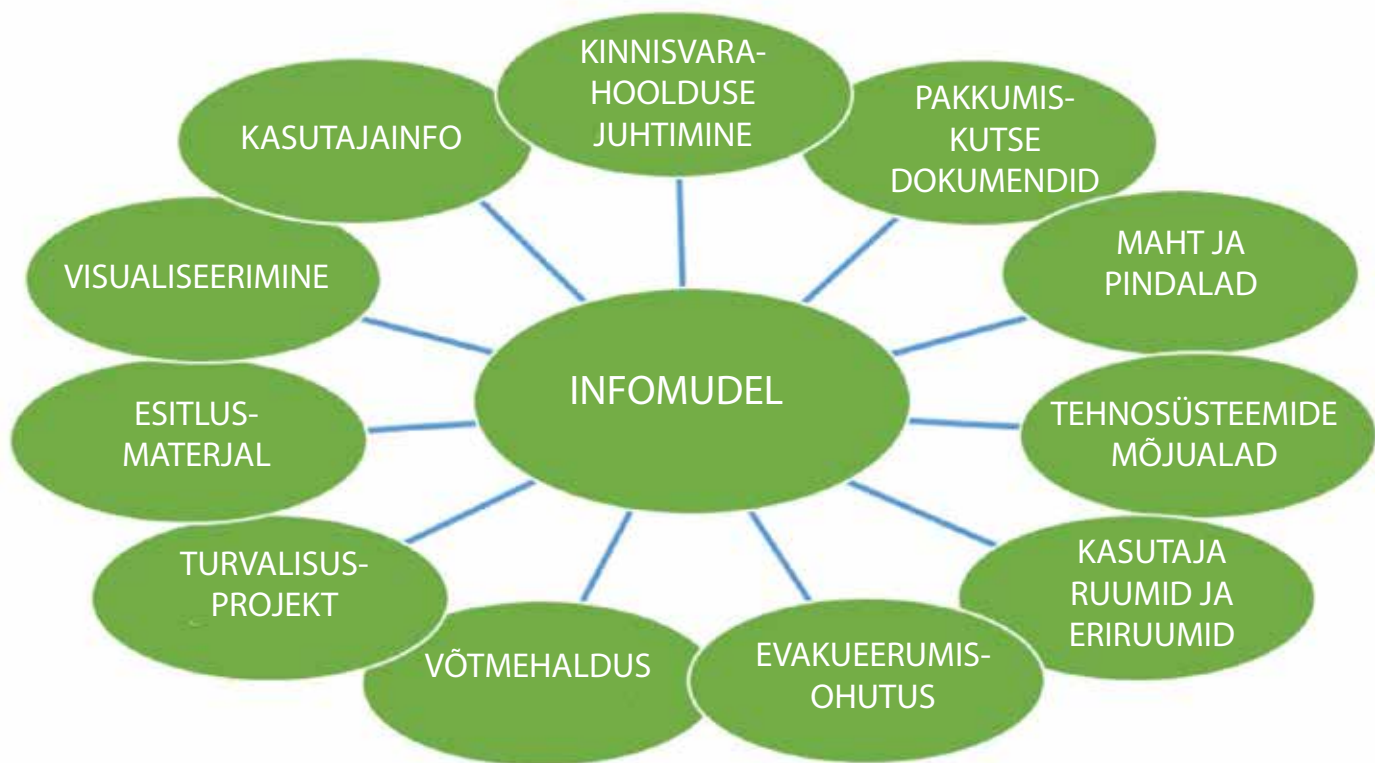 KINNISVARA-
HOOLDUSE
JUHTIMINE
PAKKUMIS-
KUTSE
DOKUMENDID
MAHT JA
PINDALAD
TEHNOSÜSTEEMIDE
MÕJUALAD
KASUTAJA
RUUMID JA
ERIRUUMID
EVAKUEERUMIS-
OHUTUS
VÕTMEHALDUS
TURVALISUS-
PROJEKT
ESITLUS-
MATERJAL
VISUALISEERIMINE
KASUTAJAINFO
INFOMUDEL